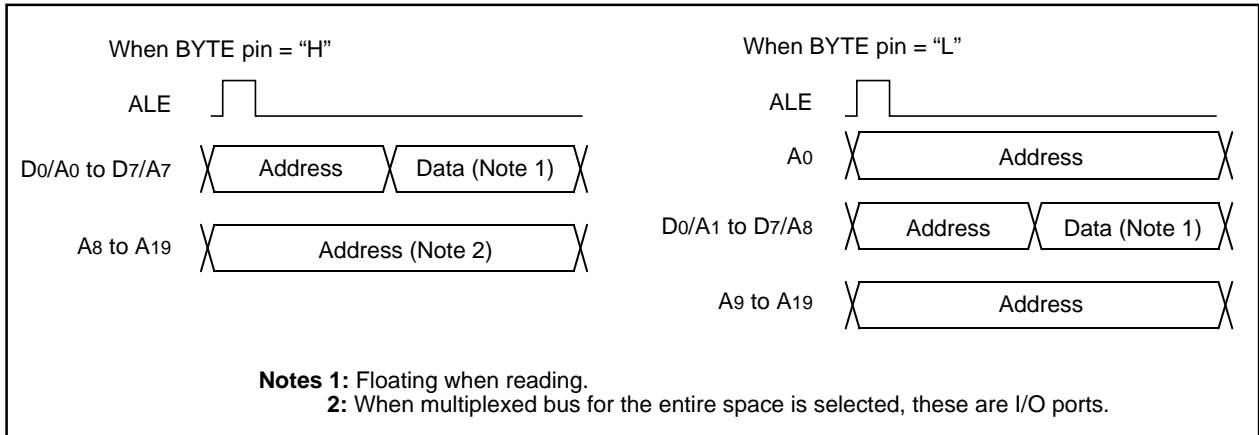 When BYTE pin = “H”
ALE
D0/A0 to D7/A7
Address
Data (Note 1)
A8 to A19
Address (Note 2)
When BYTE pin = “L”
ALE
A0
Address
D0/A1 to D7/A8
Address
Data (Note 1)
A9 to A19
Address
Notes 1: Floating when reading.
2: When multiplexed bus for the entire space is selected, these are I/O ports.